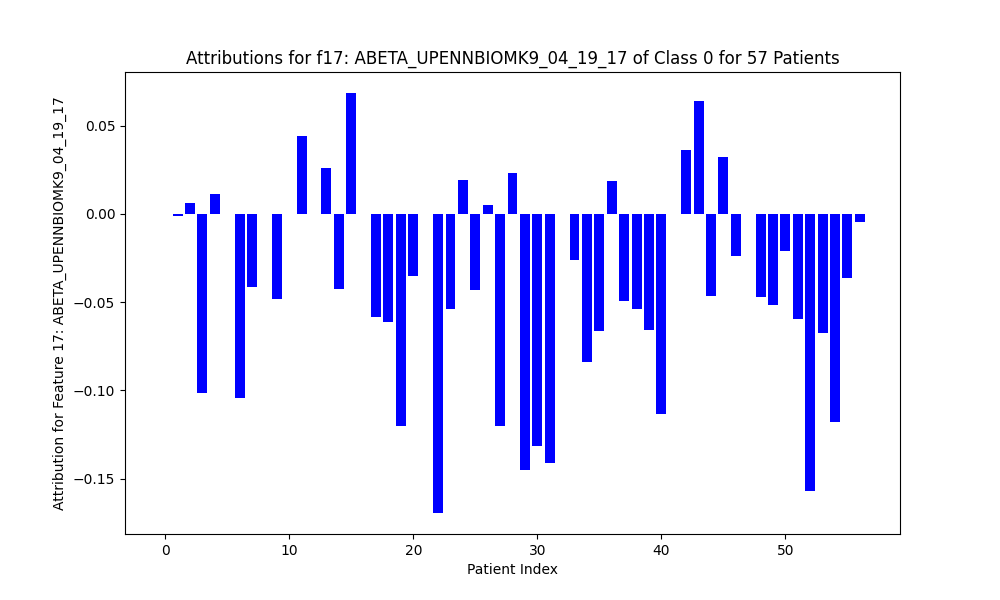 Attributions for f17: ABETA_UPENNBIOMK9_04_19_17 of Class 0 for 57 Patients
Attribution for Feature 17: ABETA_UPENNBIOMK9_04_19_17
0.05
0.00
−0.05
−0.10
−0.15
0 10 20 30 40 50
Patient Index